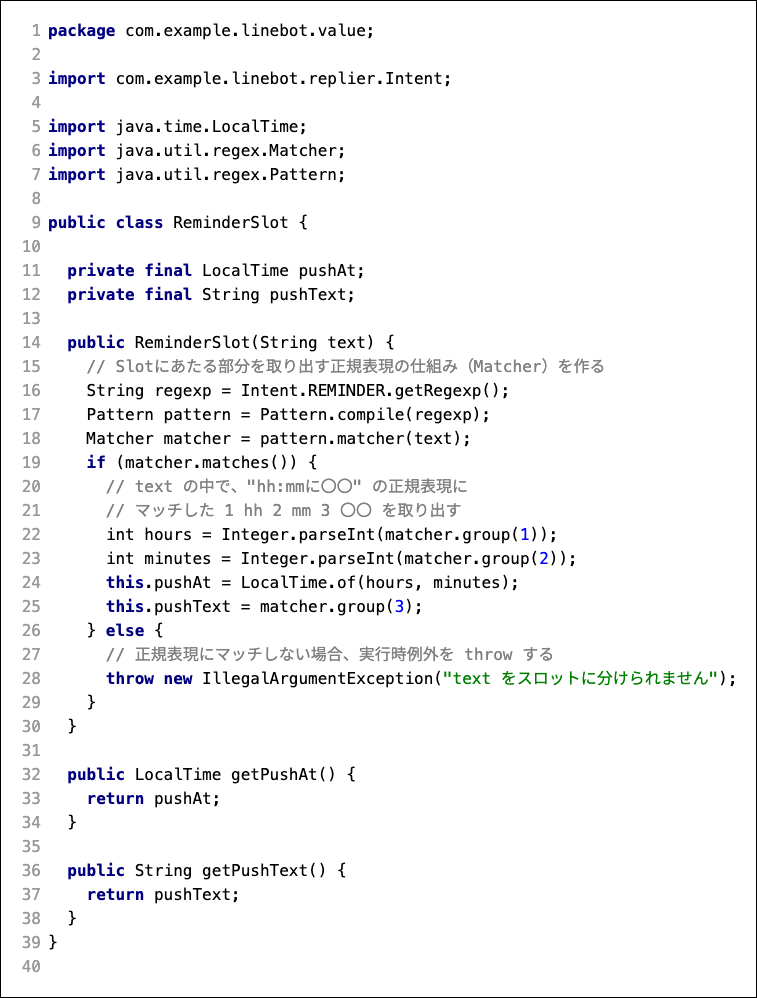 1 package com.example.linebot.value;
2
3 import com.example.linebot.replier.Intent;
4
5 import java.time.LocalTime;
6 import java.util.regex.Matcher;
7 import java.util.regex.Pattern;
8
9 public class ReminderSlot {
10
11   private final LocalTime pushAt;
12   private final String pushText;
13
14   public ReminderSlot(String text) {
15     // Slotにあたる部分を取り出す正規表現の仕組み（Matcher）を作る
16     String regexp = Intent.REMINDER.getRegexp();
17     Pattern pattern = Pattern.compile(regexp);
18     Matcher matcher = pattern.matcher(text);
19     if (matcher.matches()) {
20       // text の中で、"hh:mmに〇〇" の正規表現に
21       // マッチした 1 hh 2 mm 3 〇〇 を取り出す
22       int hours = Integer.parseInt(matcher.group(1));
23       int minutes = Integer.parseInt(matcher.group(2));
24       this.pushAt = LocalTime.of(hours, minutes);
25       this.pushText = matcher.group(3);
26     } else {
27       // 正規表現にマッチしない場合、実行時例外を throw する
28       throw new IllegalArgumentException("text をスロットに分けられません");
29     }
30   }
31
32   public LocalTime getPushAt() {
33     return pushAt;
34   }
35
36   public String getPushText() {
37     return pushText;
38   }
39 }
40